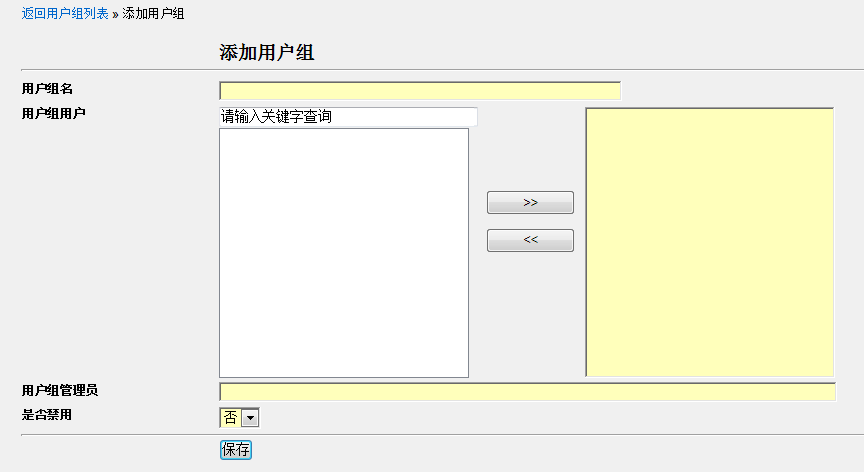 返回用户组列表 » 添加用户组
添加用户组
用户组名
用户组用户
请输入关键字查询
>>
<<
用户组管理员
是否禁用
否
保存